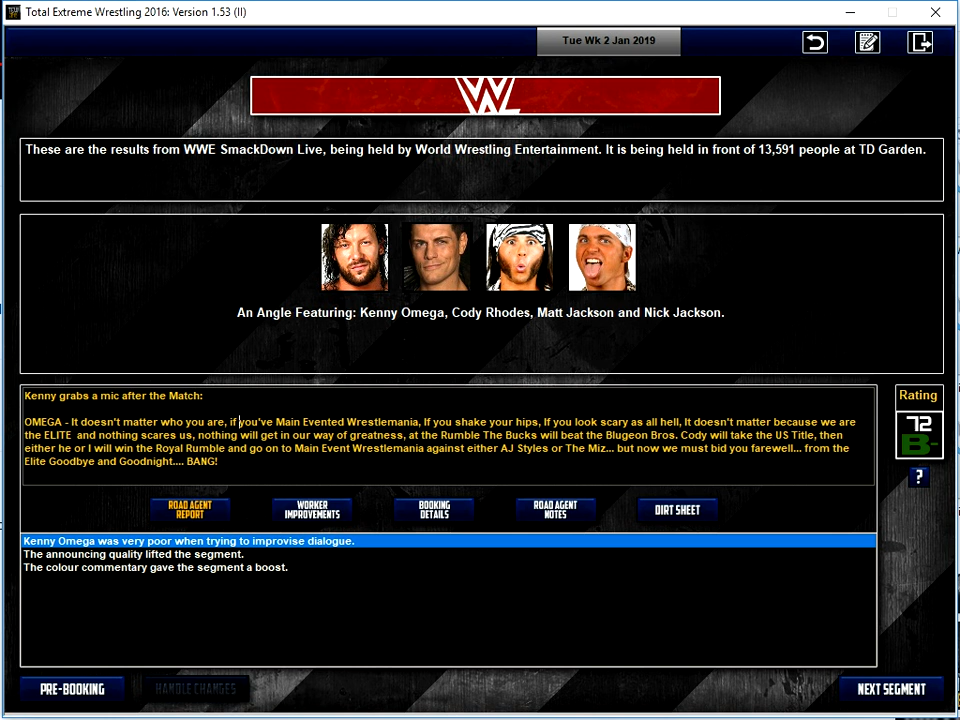 Total Extreme Wrestling 2016: Version 1.53 (II)
Tue Wk 2 Jan 2019
These are the results from WWE SmackDown Live, being held by World Wrestling Entertainment. It is being held in front of 13,591 people at TD Garden.
An Angle Featuring: Kenny Omega, Cody Rhodes, Matt Jackson and Nick Jackson.
Kenny grabs a mic after the Match:
OMEGA - It doesn't matter who you are, if you've Main Evented Wrestlemania, If you shake your hips, If you look scary as all hell, It doesn't matter because we are
the ELITE and nothing scares us, nothing will get in our way of greatness, at the Rumble The Bucks will beat the Blugeon Bros. Cody will take the US Title, then
either he or I will win the Royal Rumble and go on to Main Event Wrestlemania against either AJ Styles or The Miz... but now we must bid you farewell... from the
Elite Goodbye and Goodnight.... BANG!
Rating
72
B-
?
ROAD AGENT
REPORT
WORKER
IMPROVEMENTS
BOOKING
DETAILS
ROAD AGENT
NOTES
DIRT SHEET
Kenny Omega was very poor when trying to improvise dialogue.
The announcing quality lifted the segment.
The colour commentary gave the segment a boost.
PRE-BOOKING
HANDLE CHANGES
NEXT SEGMENT